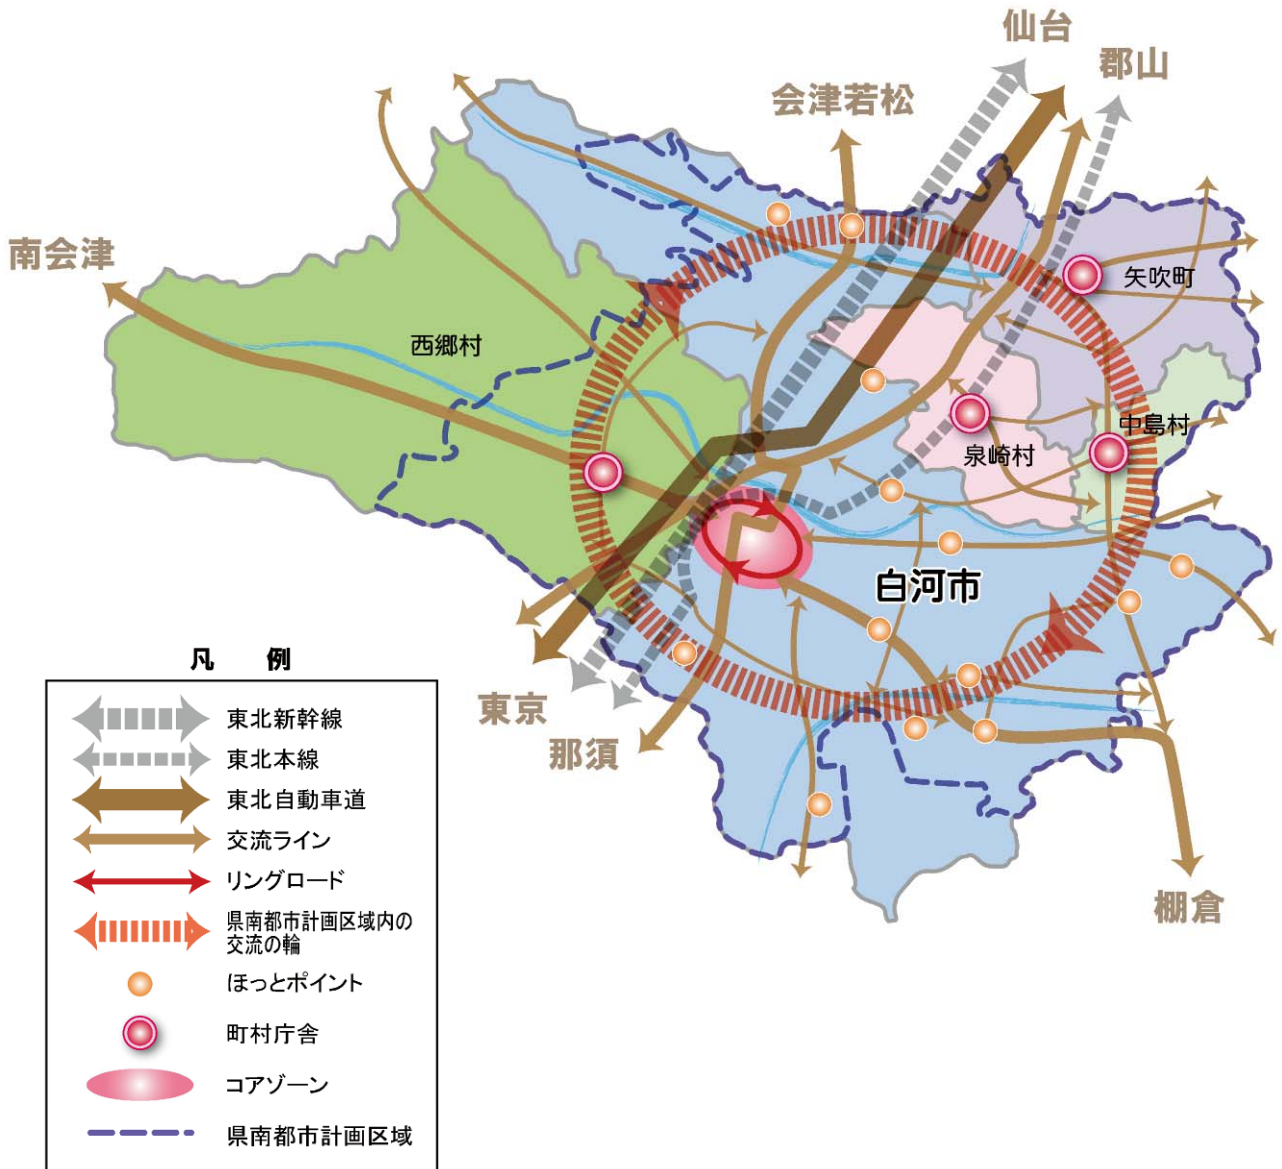 仙台
郡山
会津若松
南会津
矢吹町
西郷村
中島村
泉崎村
白河市
東京
那須
棚倉
凡　例
東北新幹線
東北本線
東北自動車道
交流ライン
リングロード
県南都市計画区域内の
交流の輪
ほっとポイント
町村庁舎
コアゾーン
県南都市計画区域